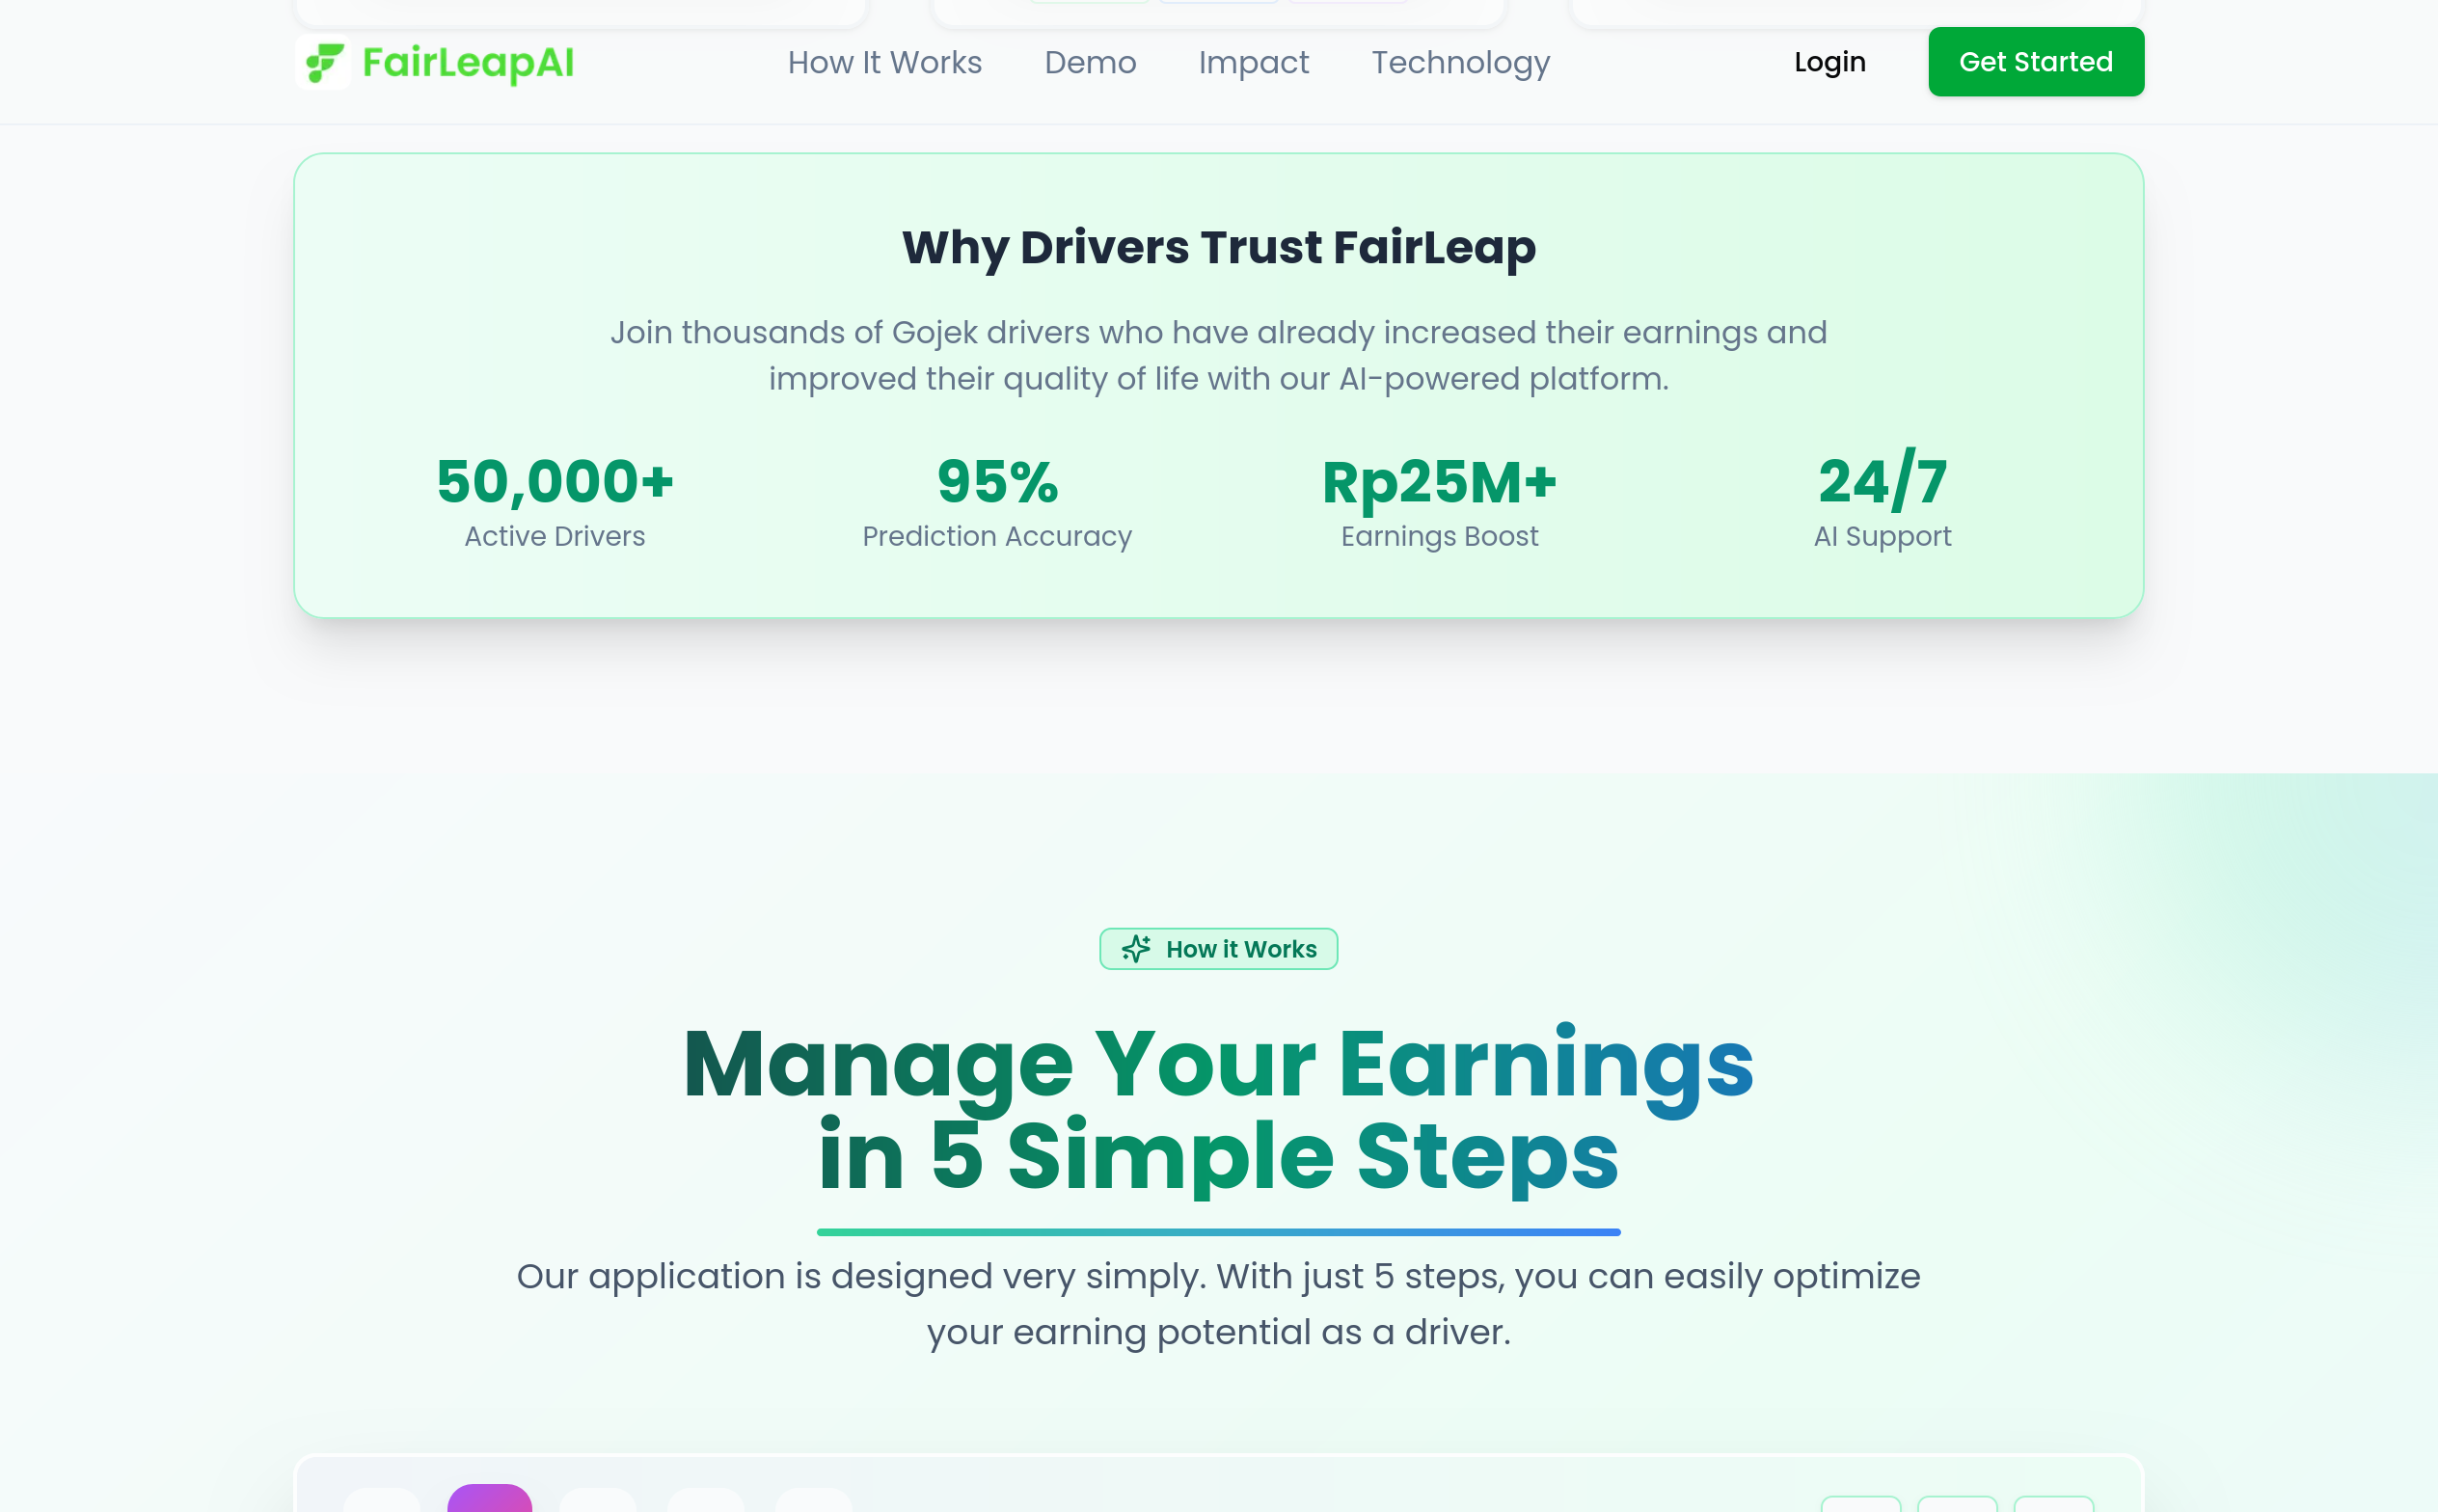 FairLeapAI
How It Works
Demo
Impact
Technology
Login
Get Started
Why Drivers Trust FairLeap
Join thousands of Gojek drivers who have already increased their earnings and
improved their quality of life with our AI-powered platform.
50,000+
Active Drivers
95%
Prediction Accuracy
Rp25M+
Earnings Boost
24/7
AI Support
How it Works
Manage Your Earnings
in 5 Simple Steps
Our application is designed very simply. With just 5 steps, you can easily optimize
your earning potential as a driver.